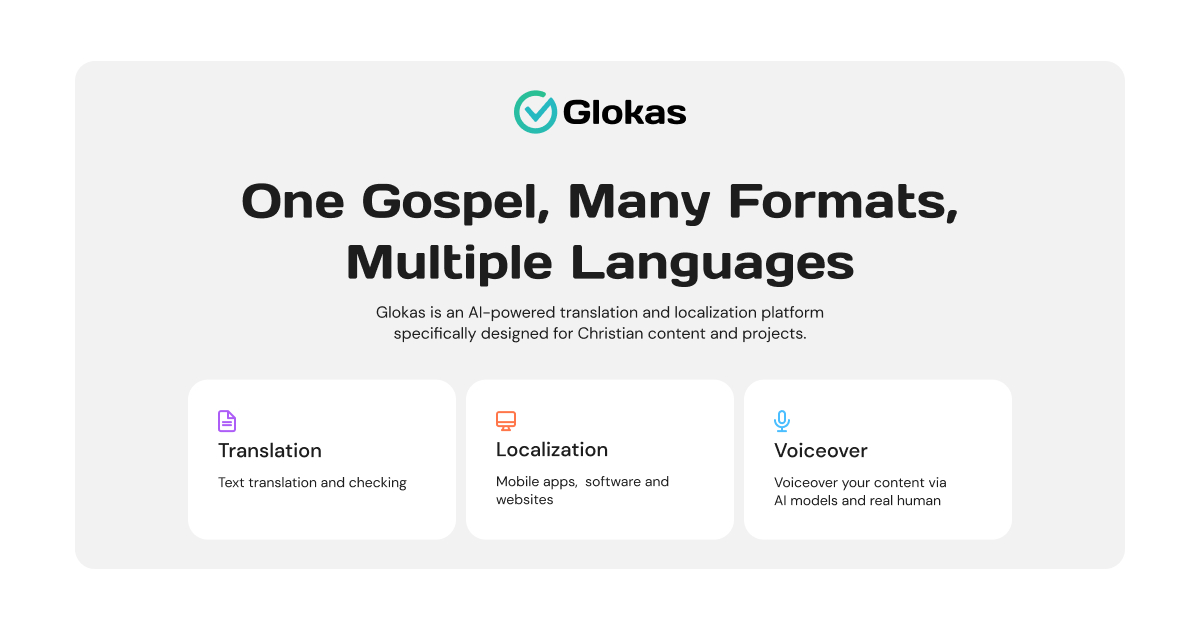 Glokas
One Gospel, Many Formats,
Multiple Languages
Glokas is an AI-powered translation and localization platform
specifically designed for Christian content and projects.
Translation
Text translation and checking
Localization
Mobile apps,  software and
websites
Voiceover
Voiceover your content via
AI models and real human